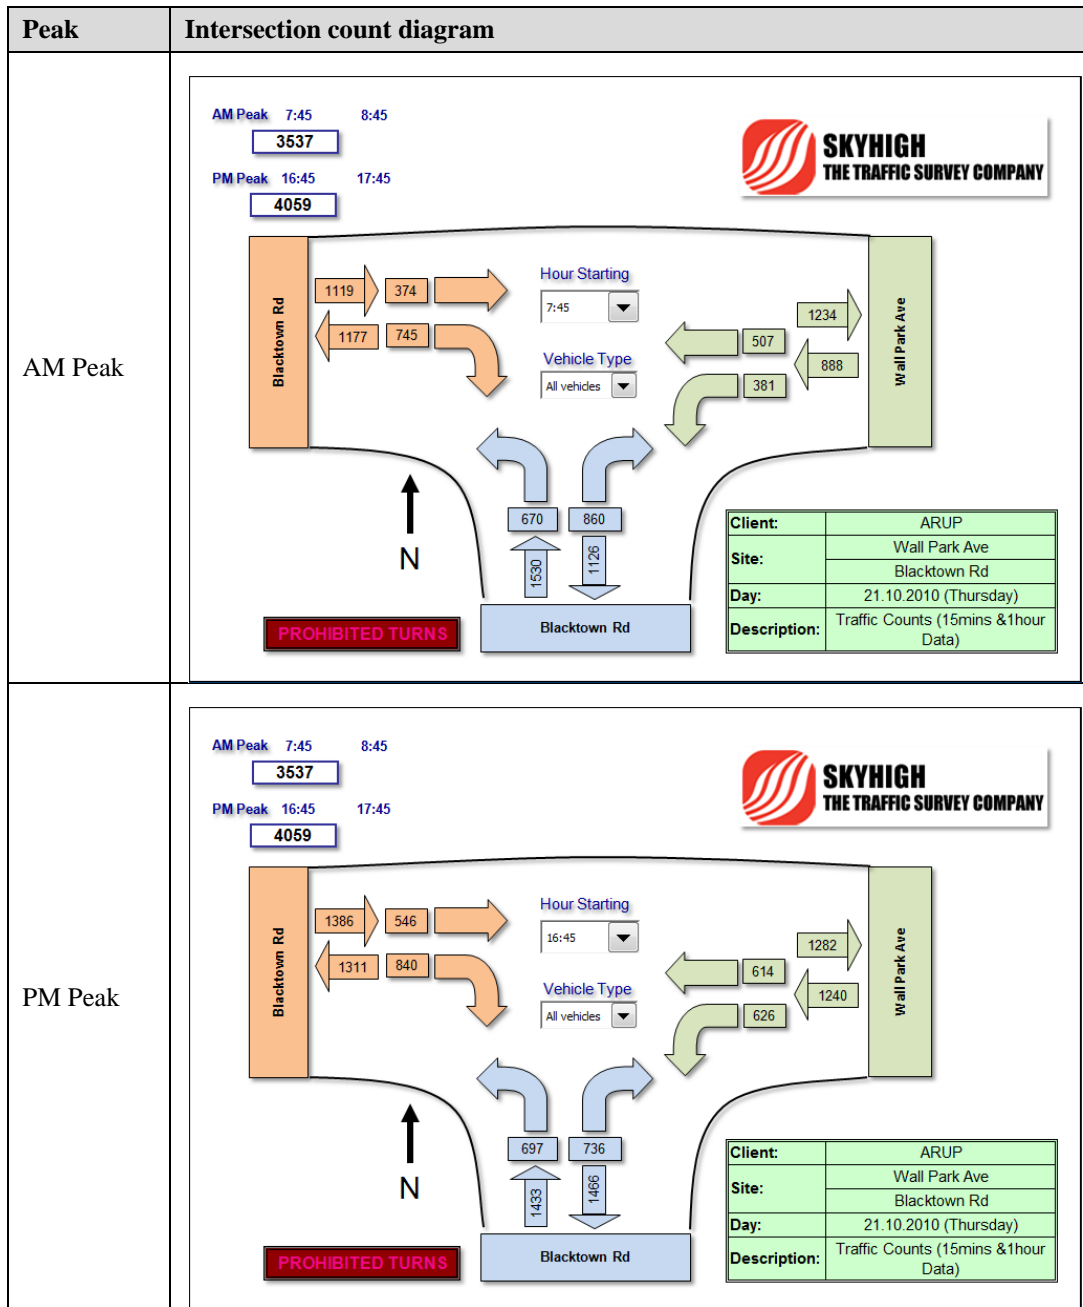 Peak Intersection count diagram
AM Peak
AM Peak 7:45 8:45
3537
PM Peak 16:45 17:45
4059
SKYHIGH
THE TRAFFIC SURVEY COMPANY
Blacktown Rd
1119 374
1177 745
Hour Starting
7:45
Vehicle Type
All vehicles
1234
507
888
381
Wall Park Ave
670 860
1530 1126
N
Blacktown Rd
PROHIBITED TURNS
Client: ARUP
Site: Wall Park Ave
Blacktown Rd
Day: 21.10.2010 (Thursday)
Description: Traffic Counts (15mins &1hour
Data)
PM Peak
AM Peak 7:45 8:45
3537
PM Peak 16:45 17:45
4059
SKYHIGH
THE TRAFFIC SURVEY COMPANY
Blacktown Rd
1386 546
1311 840
Hour Starting
16:45
Vehicle Type
All vehicles
1282
614
1240
626
Wall Park Ave
697 736
1433 1466
N
Blacktown Rd
PROHIBITED TURNS
Client: ARUP
Site: Wall Park Ave
Blacktown Rd
Day: 21.10.2010 (Thursday)
Description: Traffic Counts (15mins &1hour
Data)